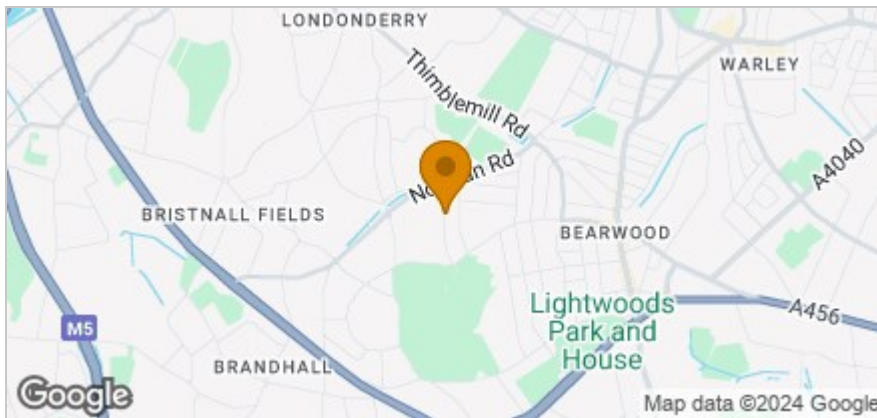 LONDONDERRY
WARLEY
Thimblemill Rd
A4040
BRISTNALL FIELDS
BEARWOOD
M5
Lightwoods
Park and
House
A456
BRANDHALL
Google
Map data ©2024 Google